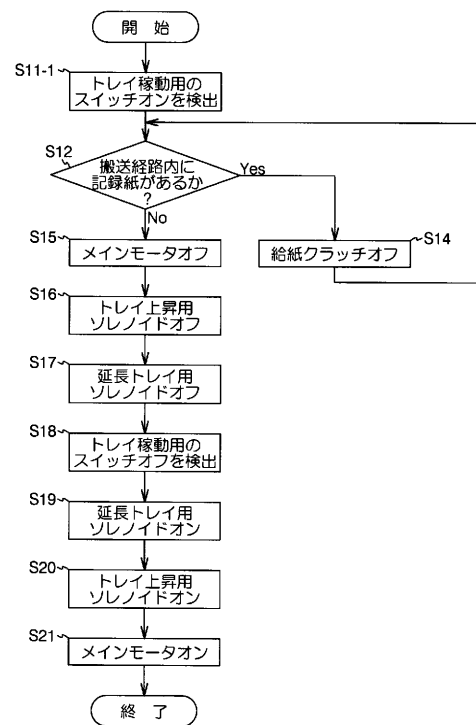 開 始
S11-1
トレイ稼動用の
スイッチオンを検出
S12
搬送経路内に
記録紙があるか
?
Yes
No
S14
給紙クラッチオフ
S15
メインモータオフ
S16
トレイ上昇用
ソレノイドオフ
S17
延長トレイ用
ソレノイドオフ
S18
トレイ稼動用の
スイッチオフを検出
S19
延長トレイ用
ソレノイドオン
S20
トレイ上昇用
ソレノイドオン
S21
メインモータオン
終 了